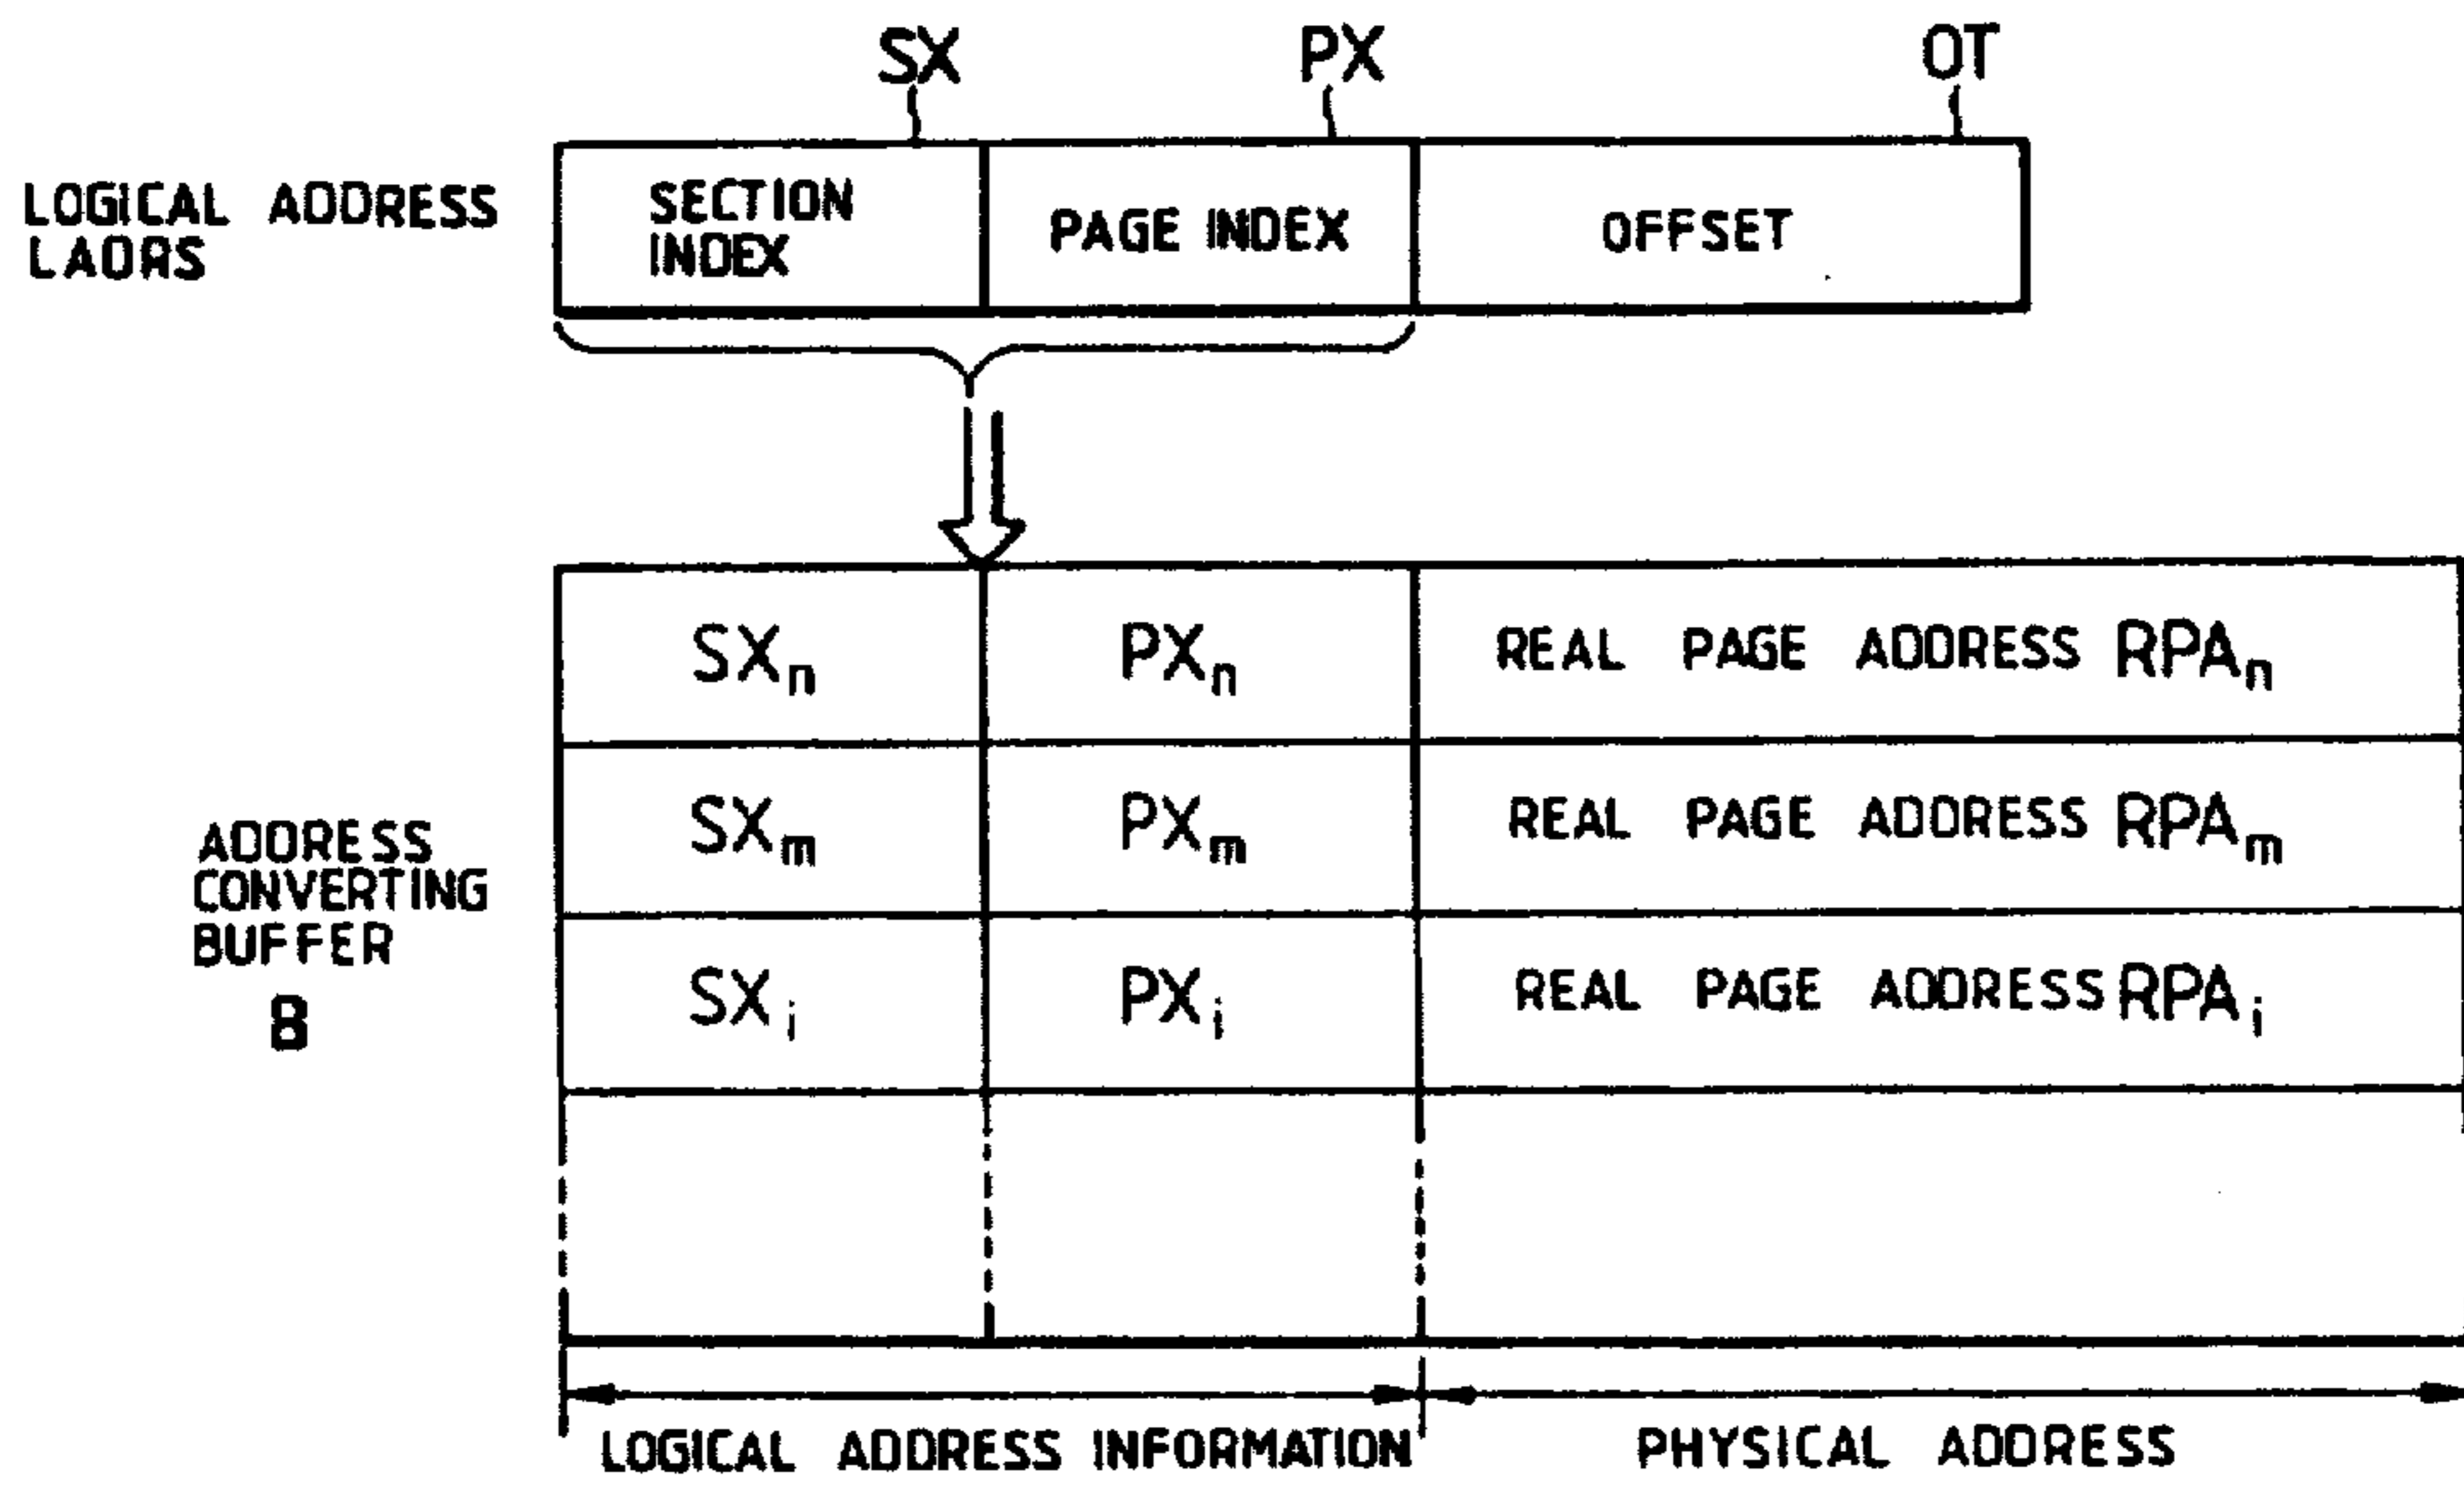 SX PX OT
LOGICAL ADDRESS
LADRS
SECTION
INDEX
PAGE INDEX
OFFSET
SXn PXn REAL PAGE ADDRESS RPAn
SXm PXm REAL PAGE ADDRESS RPAm
SXi PXi REAL PAGE ADDRESS RPAi
ADDRESS
CONVERTING
BUFFER
8
LOGICAL ADDRESS INFORMATION PHYSICAL ADDRESS